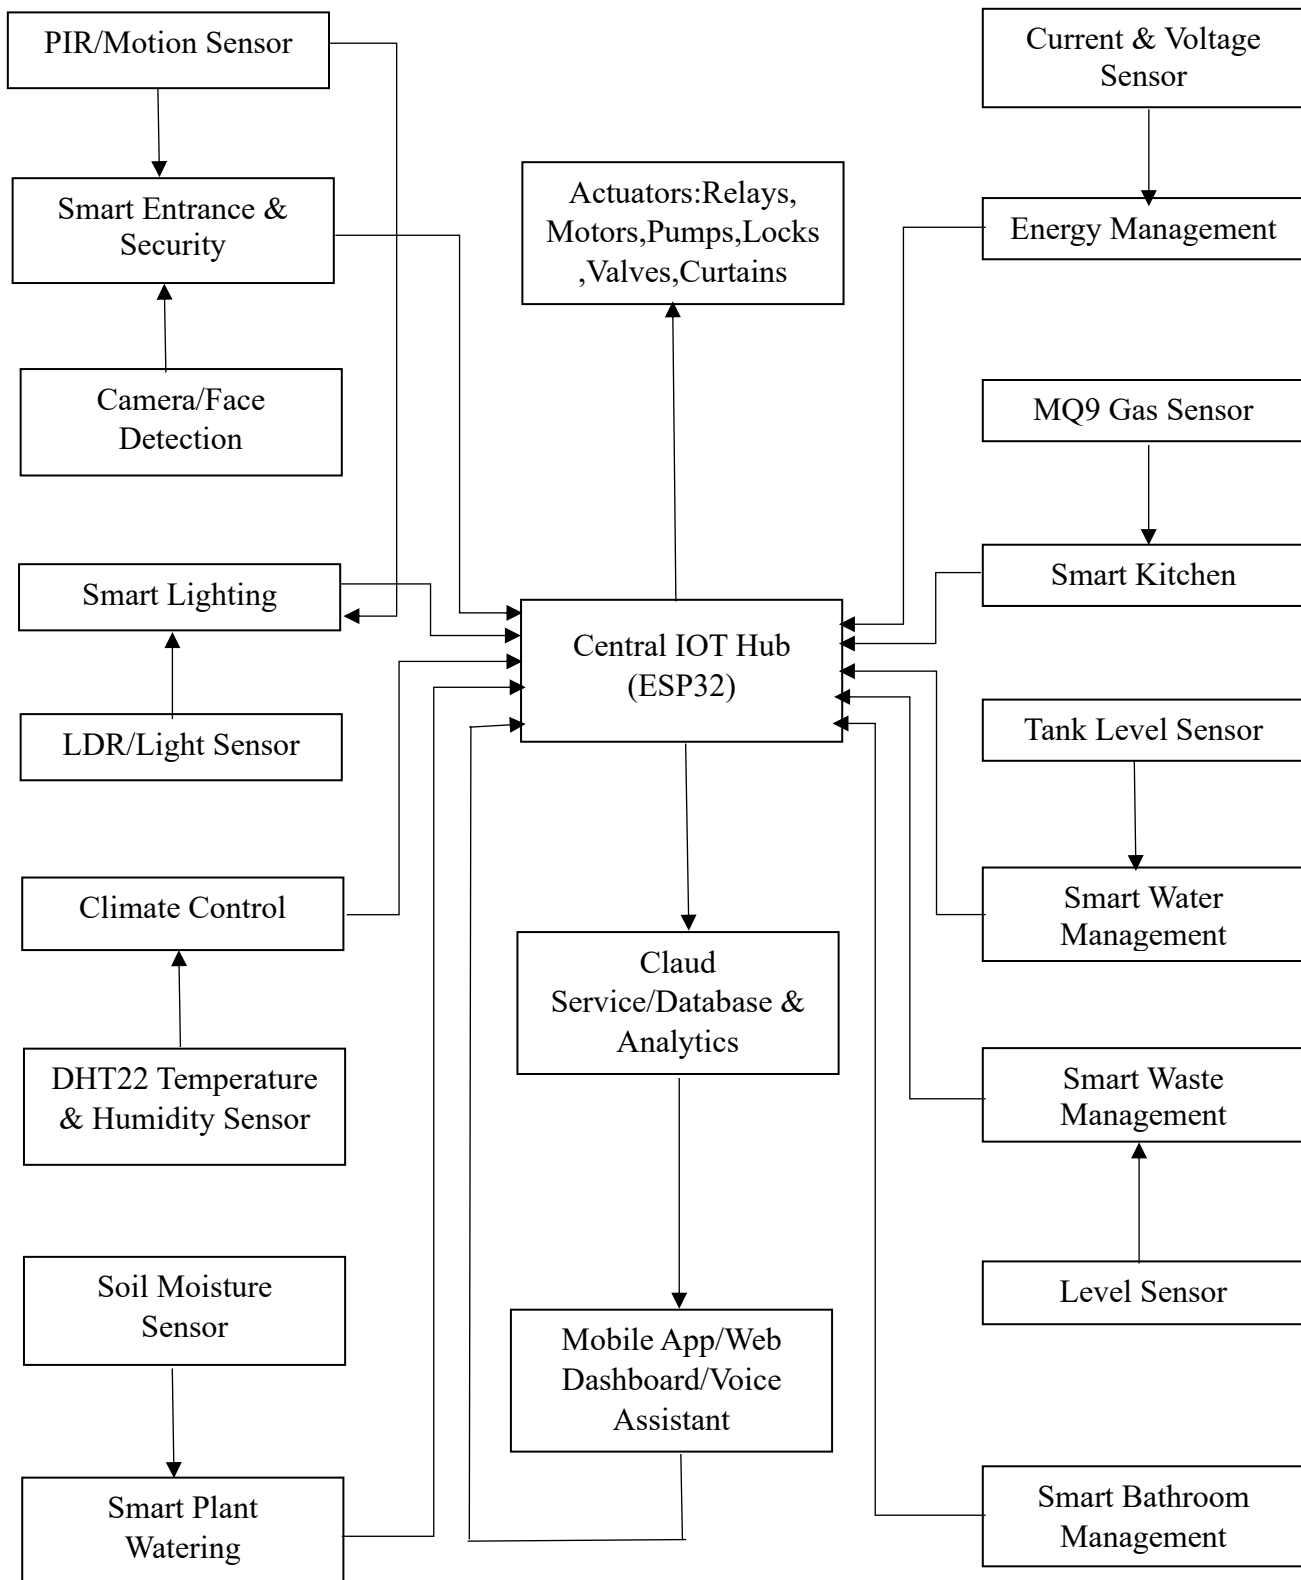 PIR/Motion Sensor
Smart Entrance &
Security
Camera/Face
Detection
Smart Lighting
LDR/Light Sensor
Climate Control
DHT22 Temperature
& Humidity Sensor
Soil Moisture
Sensor
Smart Plant
Watering
Actuators:Relays,
Motors,Pumps,Locks
,Valves,Curtains
Central IOT Hub
(ESP32)
Claud
Service/Database &
Analytics
Mobile App/Web
Dashboard/Voice
Assistant
Current & Voltage
Sensor
Energy Management
MQ9 Gas Sensor
Smart Kitchen
Tank Level Sensor
Smart Water
Management
Smart Waste
Management
Level Sensor
Smart Bathroom
Management